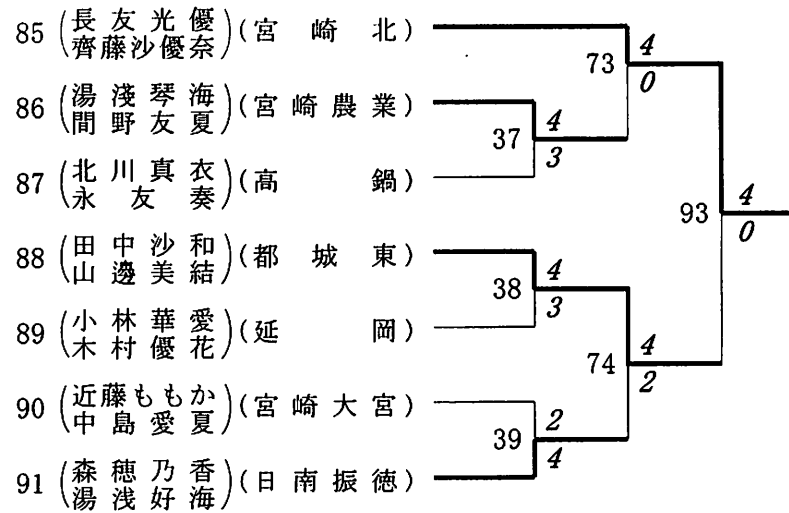 85 (長友光優 齊藤沙優奈) (宮崎北)
73 4 0
86 (湯淺琴海 間野友夏) (宮崎農業)
37 4 3
87 (北川真衣 永友奏) (高鍋)
93 4 0
88 (田中沙和 山邊美結) (都城東)
38 4 3
89 (小林華愛 木村優花) (延岡)
74 4 2
90 (近藤ももか 中島愛夏) (宮崎大宮)
39 2 4
91 (森穂乃香 湯浅好海) (日南振徳)